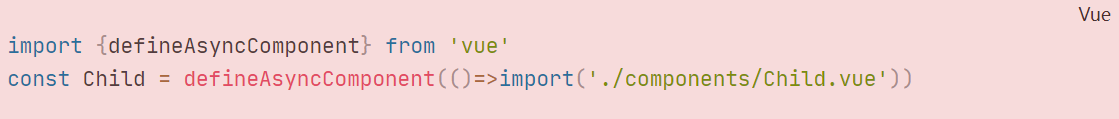 Vue
import {defineAsyncComponent} from 'vue'
const Child = defineAsyncComponent(()=>import('./components/Child.vue'))